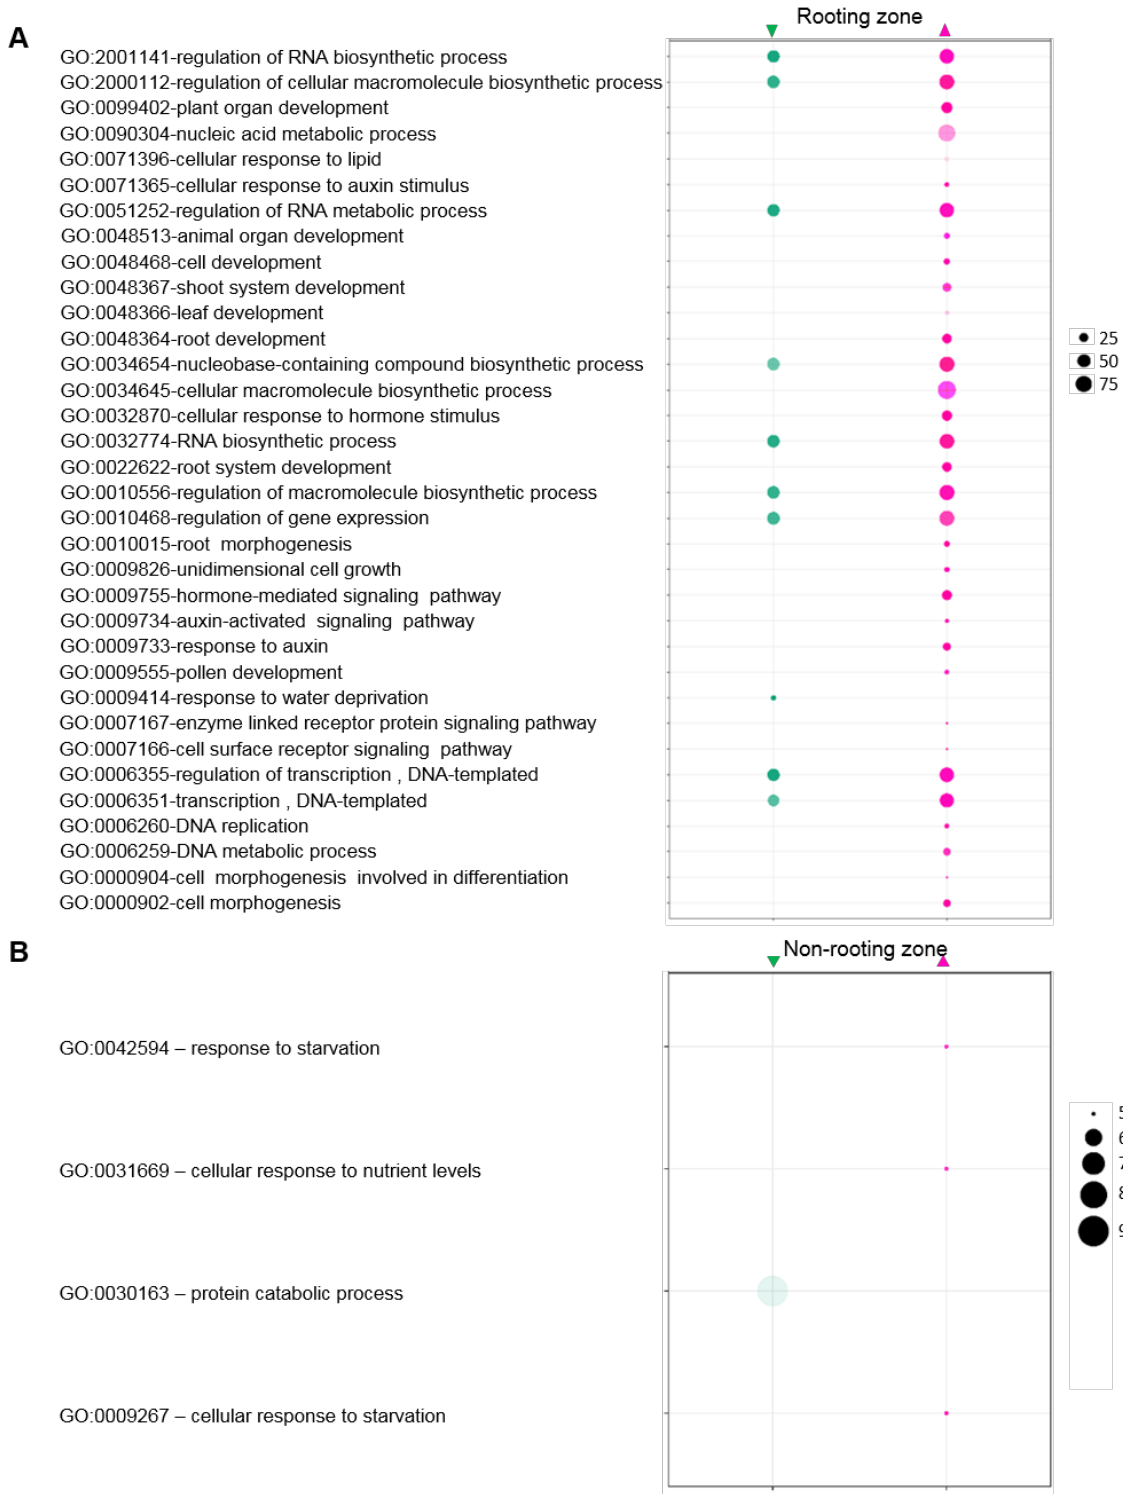 A
Rooting zone
GO:2001141-regulation of RNA biosynthetic process
GO:2000112-regulation of cellular macromolecule biosynthetic process
GO:0099402-plant organ development
GO:0090304-nucleic acid metabolic process
GO:0071396-cellular response to lipid
GO:0071365-cellular response to auxin stimulus
GO:0051252-regulation of RNA metabolic process
GO:0048513-animal organ development
GO:0048468-cell development
GO:0048367-shoot system development
GO:0048366-leaf development
GO:0048364-root development
GO:0034654-nucleobase-containing compound biosynthetic process
GO:0034645-cellular macromolecule biosynthetic process
GO:0032870-cellular response to hormone stimulus
GO:0032774-RNA biosynthetic process
GO:0022622-root system development
GO:0010556-regulation of macromolecule biosynthetic process
GO:0010468-regulation of gene expression
GO:0010015-root morphogenesis
GO:0009826-unidimensional cell growth
GO:0009755-hormone-mediated signaling pathway
GO:0009734-auxin-activated signaling pathway
GO:0009733-response to auxin
GO:0009555-pollen development
GO:0009414-response to water deprivation
GO:0007167-enzyme linked receptor protein signaling pathway
GO:0007166-cell surface receptor signaling pathway
GO:0006355-regulation of transcription , DNA-templated
GO:0006351-transcription , DNA-templated
GO:0006260-DNA replication
GO:0006259-DNA metabolic process
GO:0000904-cell morphogenesis involved in differentiation
GO:0000902-cell morphogenesis
25
50
75
B
Non-rooting zone
GO:0042594 – response to starvation
GO:0031669 – cellular response to nutrient levels
GO:0030163 – protein catabolic process
GO:0009267 – cellular response to starvation